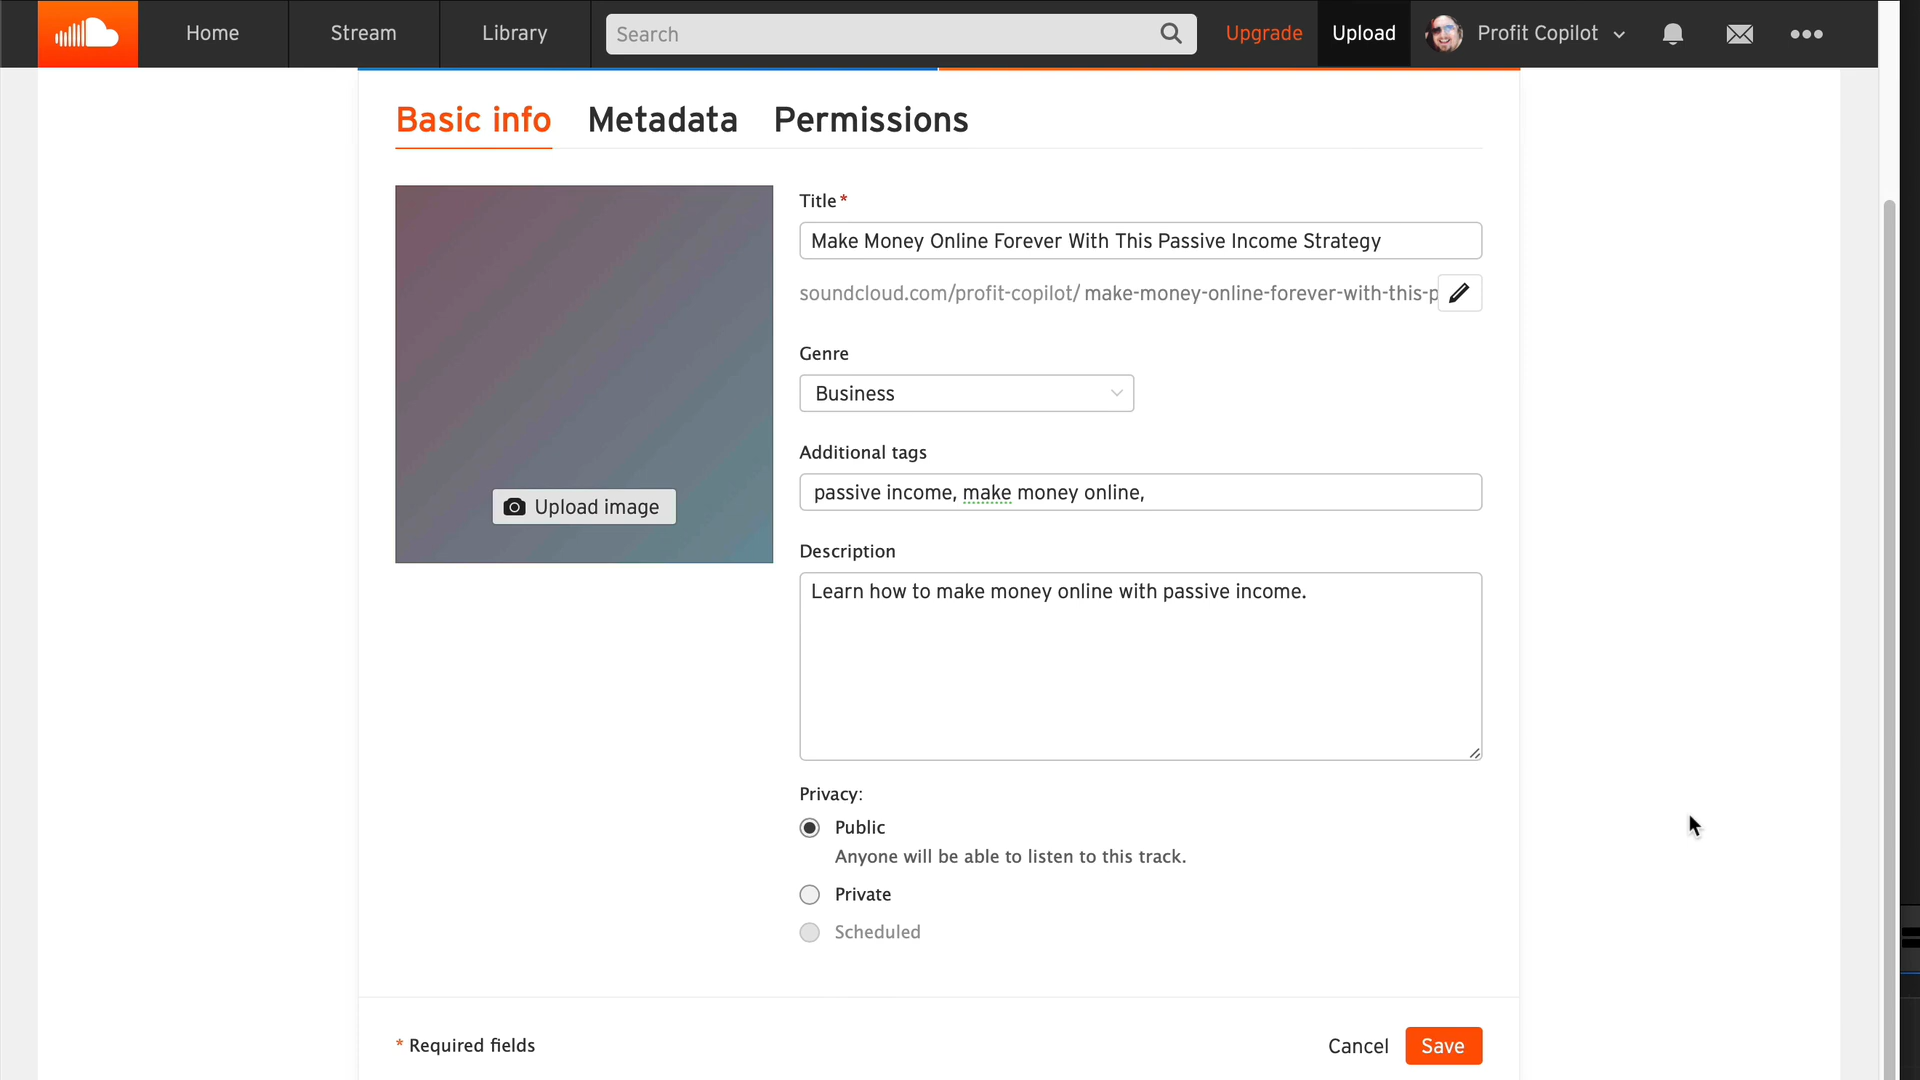 Home
Stream
Library
Search
Upgrade
Upload
Profit Copilot
Basic info
Metadata
Permissions
Title*
Make Money Online Forever With This Passive Income Strategy
soundcloud.com/profit-copilot/ make-money-online-forever-with-this-p
Genre
Business
Additional tags
passive income, make money online,
Upload image
Description
Learn how to make money online with passive income.
Privacy:
Public
Anyone will be able to listen to this track.
Private
Scheduled
* Required fields
Cancel
Save